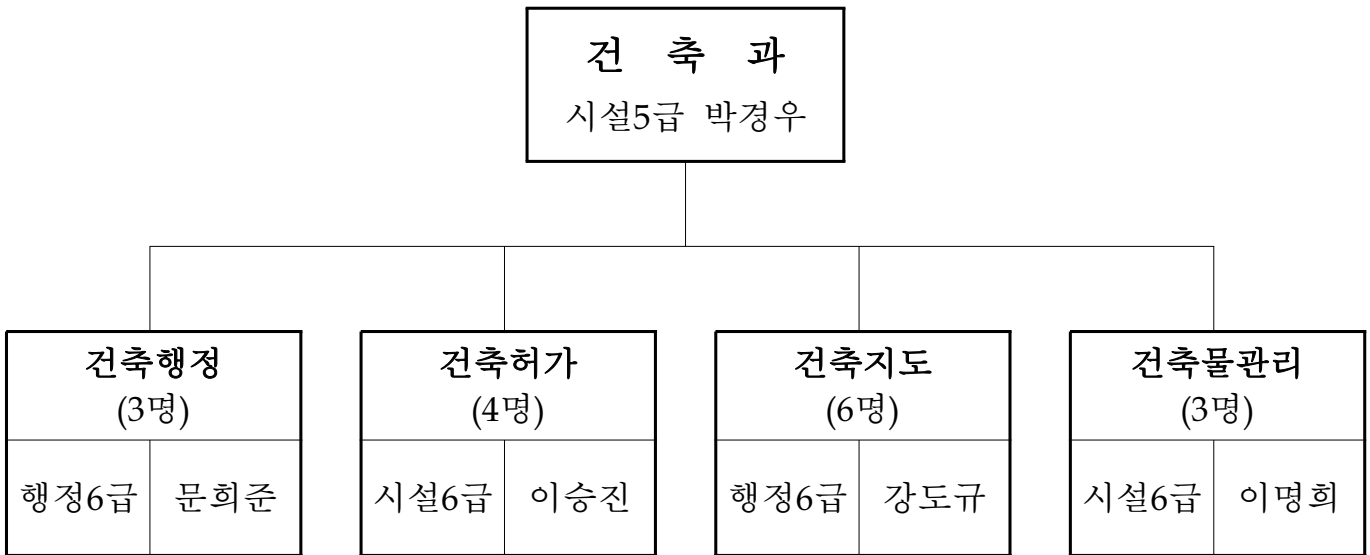 건 축 과
시설5급 박경우
건축행정
(3명)
행정6급 문희준
건축허가
(4명)
시설6급 이승진
건축지도
(6명)
행정6급 강도규
건축물관리
(3명)
시설6급 이명희